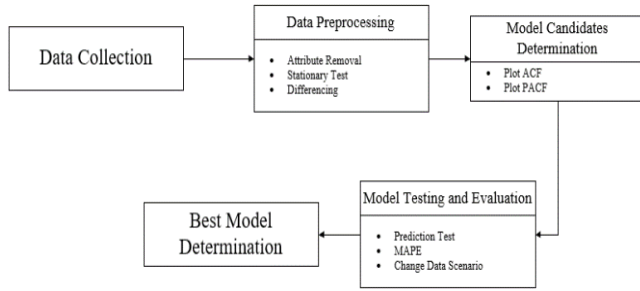 Data Collection
Data Preprocessing
• Attribute Removal
• Stationary Test
• Differencing
Model Candidates
Determination
• Plot ACF
• Plot PACF
Model Testing and Evaluation
• Prediction Test
• MAPE
• Change Data Scenario
Best Model
Determination